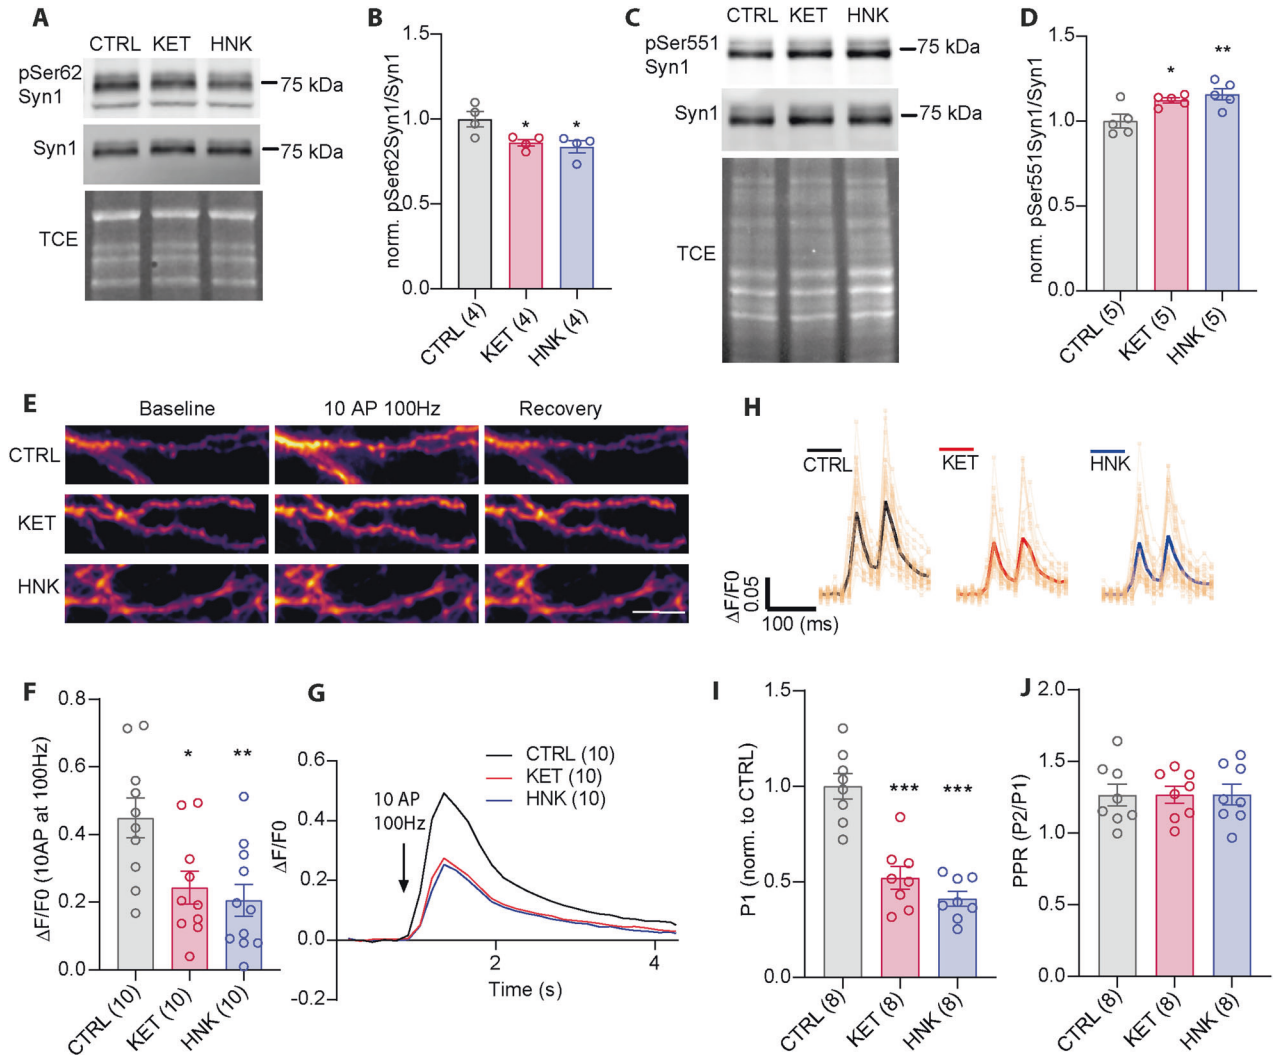 A
CTRL KET HNK
pSer62
Syn1
75 kDa
Syn1
75 kDa
TCE
B
norm. pSer62Syn1/Syn1
1.5
1.0
0.5
0.0
* *
CTRL (4)
KET (4)
HNK (4)
C
CTRL KET HNK
pSer551
Syn1
75 kDa
Syn1
75 kDa
TCE
D
norm. pSer551Syn1/Syn1
1.5
1.0
0.5
0.0
* **
CTRL (5)
KET (5)
HNK (5)
E
Baseline 10 AP 100Hz Recovery
CTRL
KET
HNK
H
CTRL
KET
HNK
ΔF/F0
0.05
100 (ms)
F
ΔF/F0 (10AP at 100Hz)
0.8
0.6
0.4
0.2
0.0
* **
CTRL (10)
KET (10)
HNK (10)
G
ΔF/F0
0.6
0.4
0.2
0.0
-0.2
10 AP
100Hz
CTRL (10)
KET (10)
HNK (10)
2 4
Time (s)
I
P1 (norm. to CTRL)
1.5
1.0
0.5
0.0
*** ***
CTRL (8)
KET (8)
HNK (8)
J
PPR (P2/P1)
2.0
1.5
1.0
0.5
0.0
CTRL (8)
KET (8)
HNK (8)